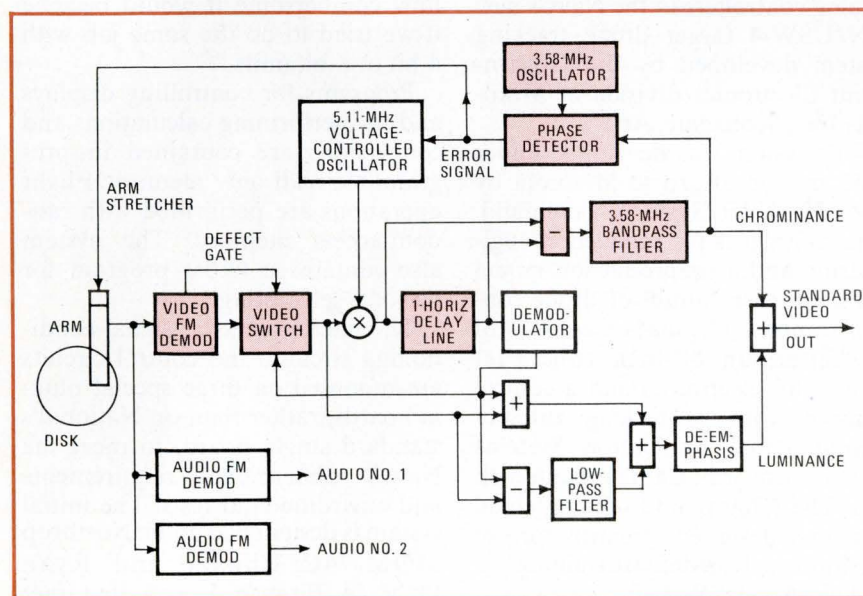 3.58-MHz
OSCILLATOR
5.11-MHz
VOLTAGE-
CONTROLLED
OSCILLATOR
PHASE
DETECTOR
ERROR
SIGNAL
ARM
STRETCHER
3.58-MHz
BANDPASS
FILTER
CHROMINANCE
DEFECT
GATE
STANDARD
VIDEO
OUT
ARM
VIDEO
FM
DEMOD
VIDEO
SWITCH
×
1-HORIZ
DELAY
LINE
DEMOD-
ULATOR
−
+
DISK
+
+
DE-EM-
PHASIS
LUMINANCE
AUDIO FM
DEMOD
AUDIO NO. 1
−
LOW-
PASS
FILTER
AUDIO FM
DEMOD
AUDIO NO. 2